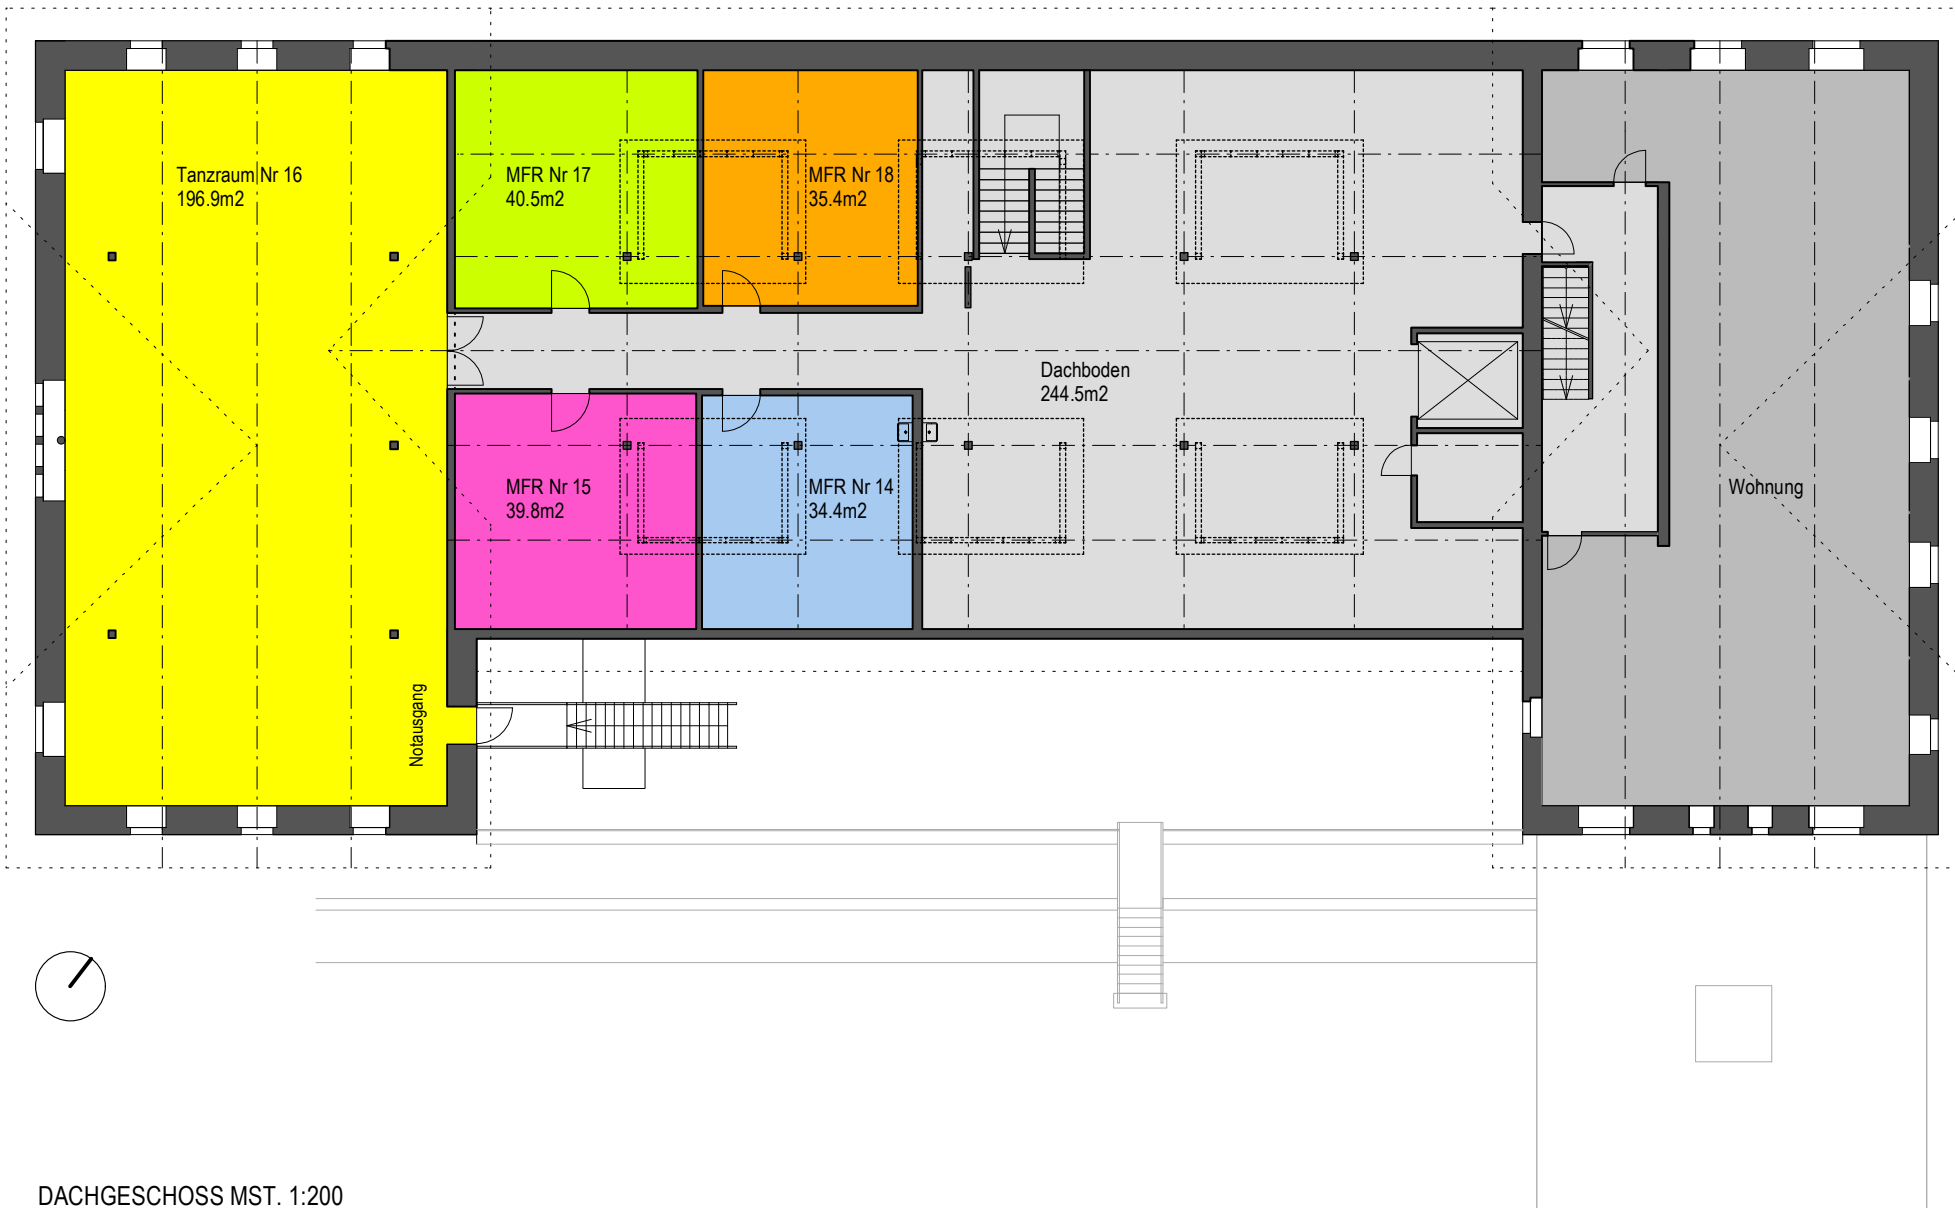 Tanzraum Nr 16
196.9m2
MFR Nr 17
40.5m2
MFR Nr 18
35.4m2
Dachboden
244.5m2
MFR Nr 15
39.8m2
MFR Nr 14
34.4m2
Wohnung
Notausgang
DACHGESCHOSS MST. 1:200